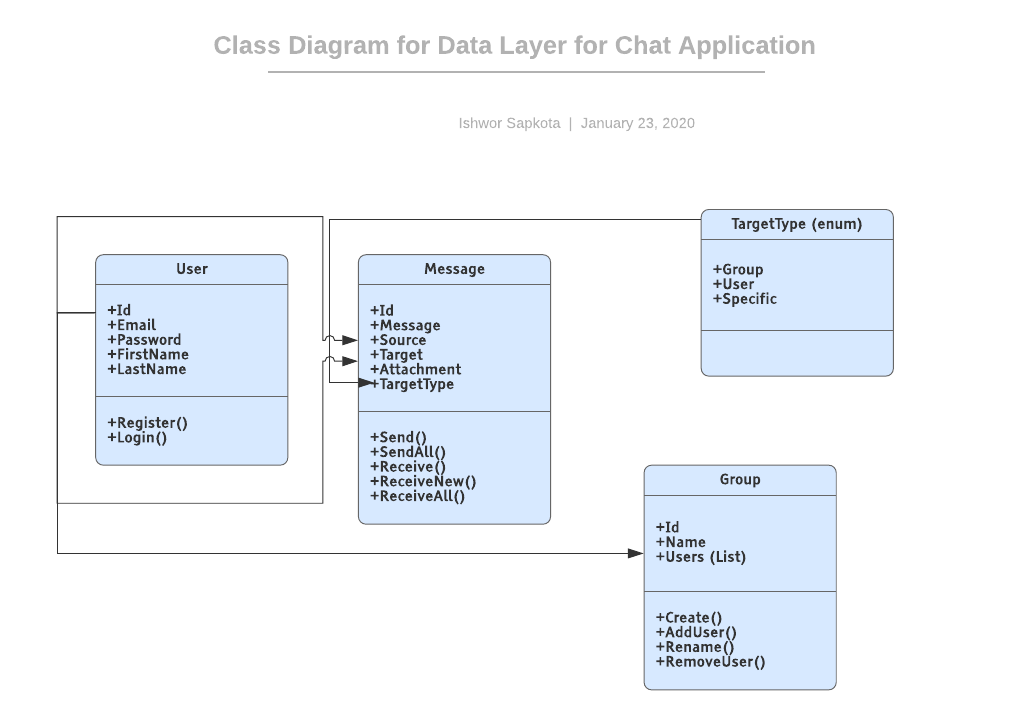 Class Diagram for Data Layer for Chat Application
Ishwor Sapkota | January 23, 2020
User
+Id
+Email
+Password
+FirstName
+LastName
+Register()
+Login()
Message
+Id
+Message
+Source
+Target
+Attachment
+TargetType
+Send()
+SendAll()
+Receive()
+ReceiveNew()
+ReceiveAll()
TargetType (enum)
+Group
+User
+Specific
Group
+Id
+Name
+Users (List)
+Create()
+AddUser()
+Rename()
+RemoveUser()